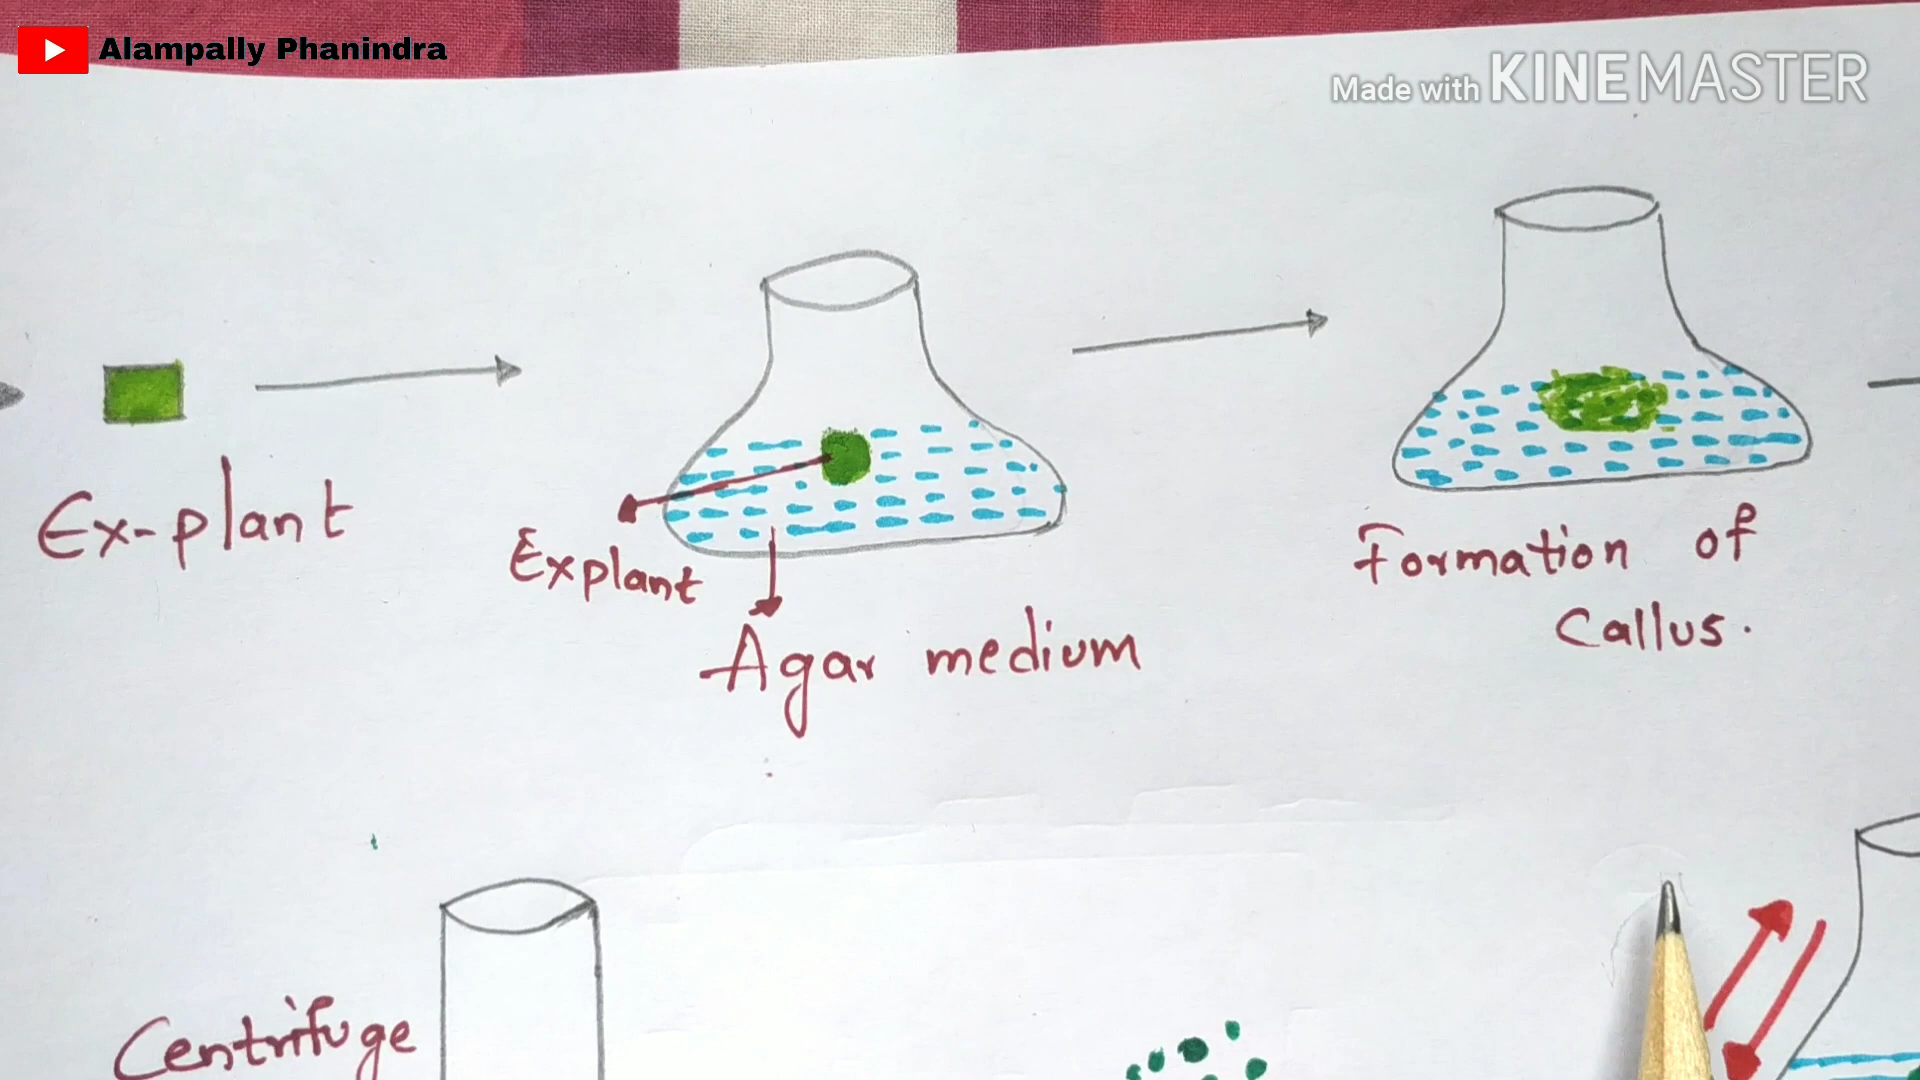 Alampally Phanindra
Made with KINEMASTER
Ex-plant
Explant
Agar medium
Formation of
Callus.
Centrifuge